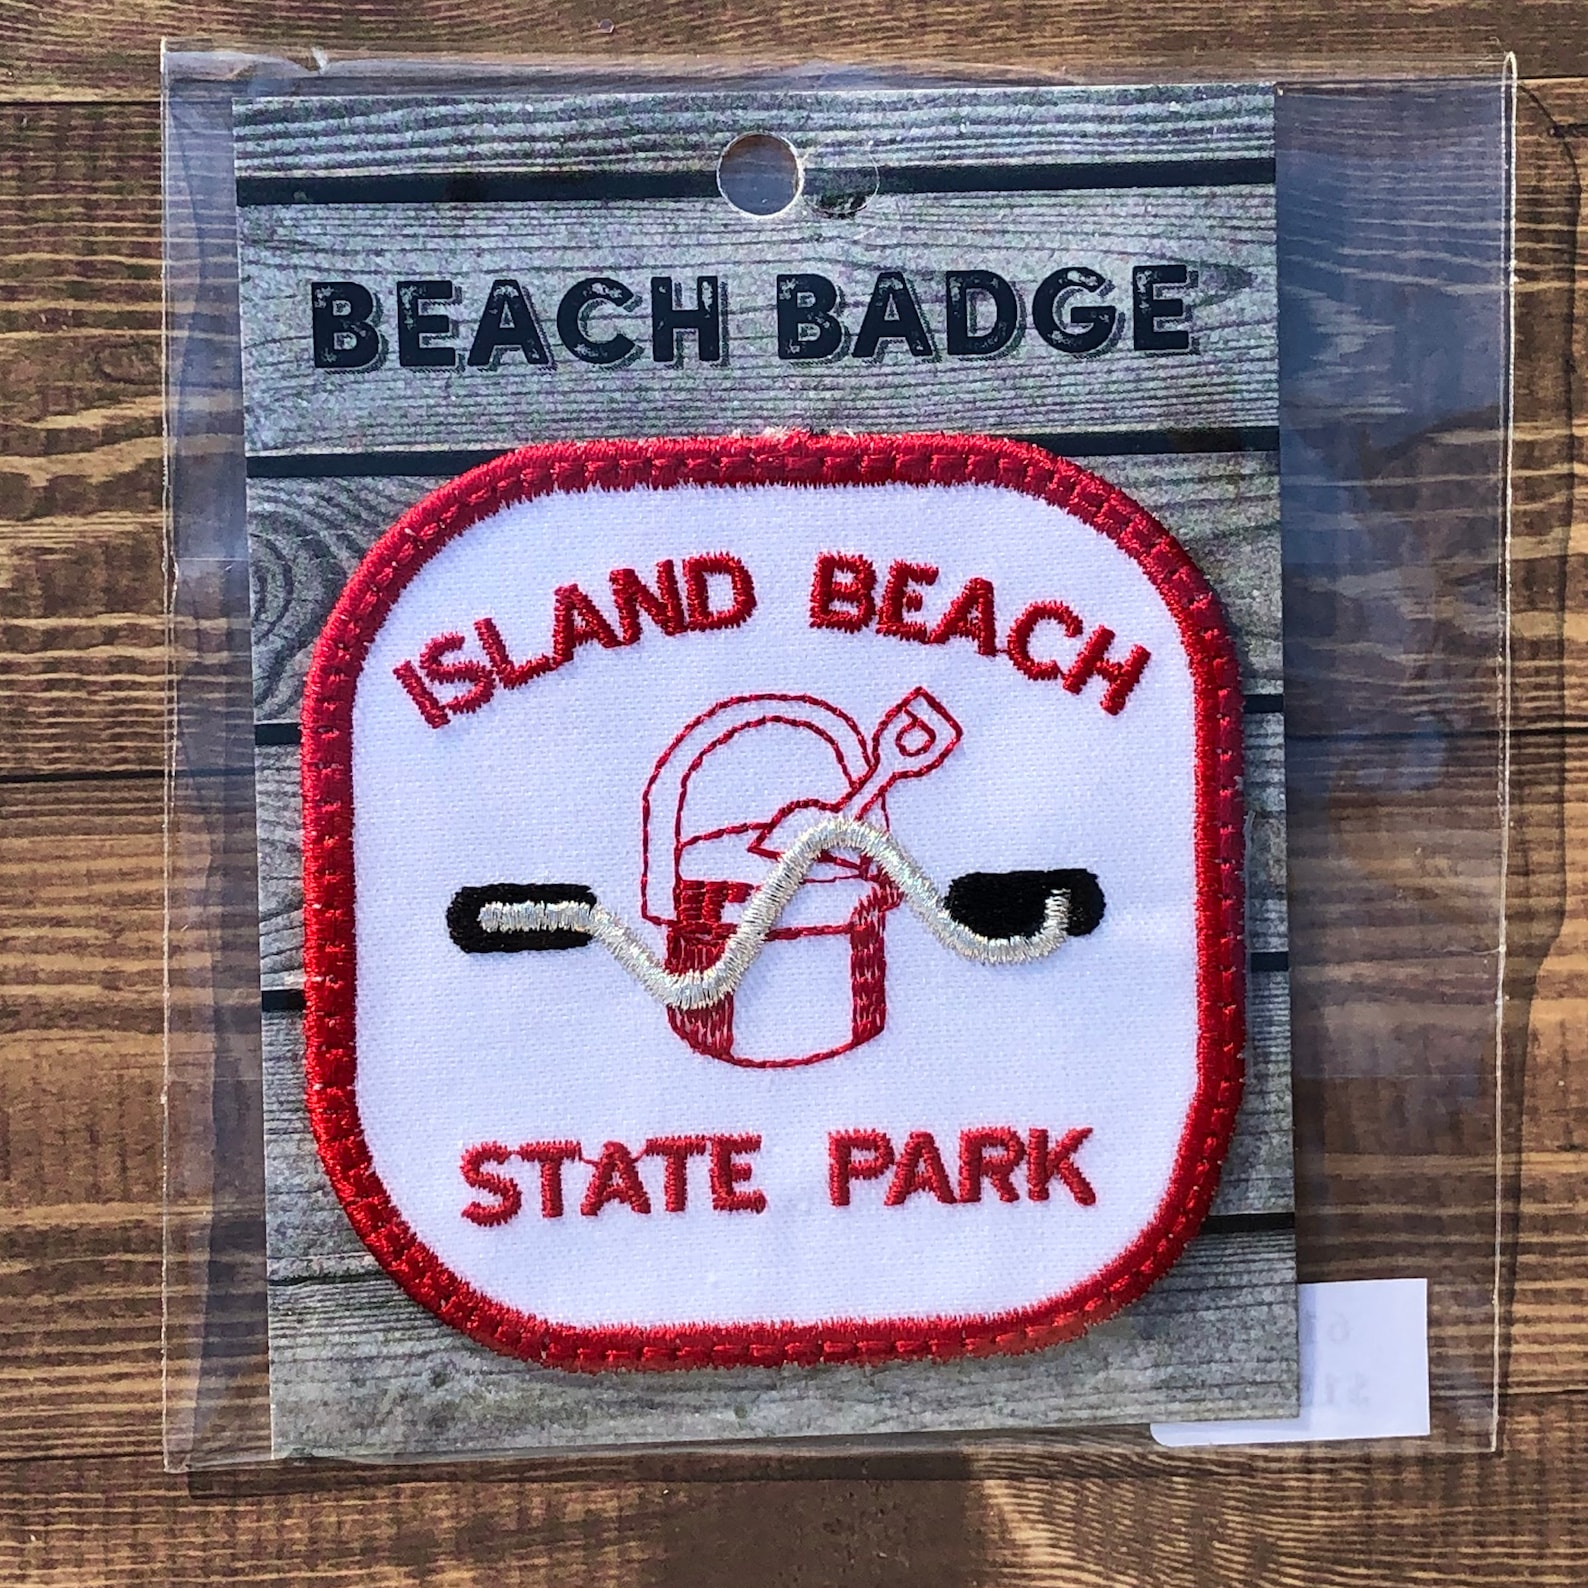 BEACH BADGE
ISLAND BEACH
STATE PARK